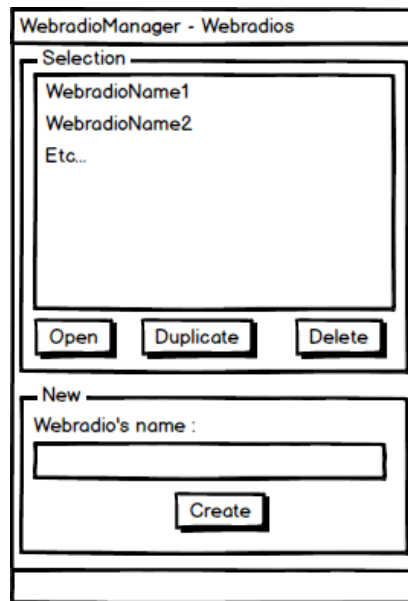 WebradioManager - Webradios
Selection
WebradioName1
WebradioName2
Etc...
Open Duplicate Delete
New
Webradio's name :
Create